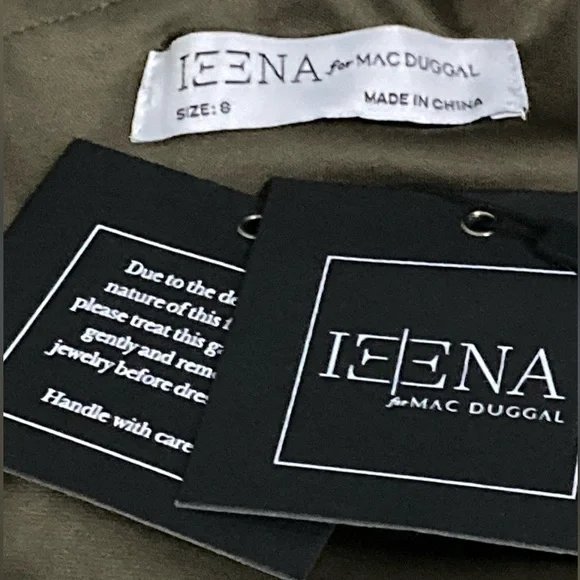 IEENA for MAC DUGGAL
SIZE: 8
MADE IN CHINA
Due to the
nature of this
please treat this
gently and
jewelry before
Handle with care
IEENA
for MAC DUGGAL